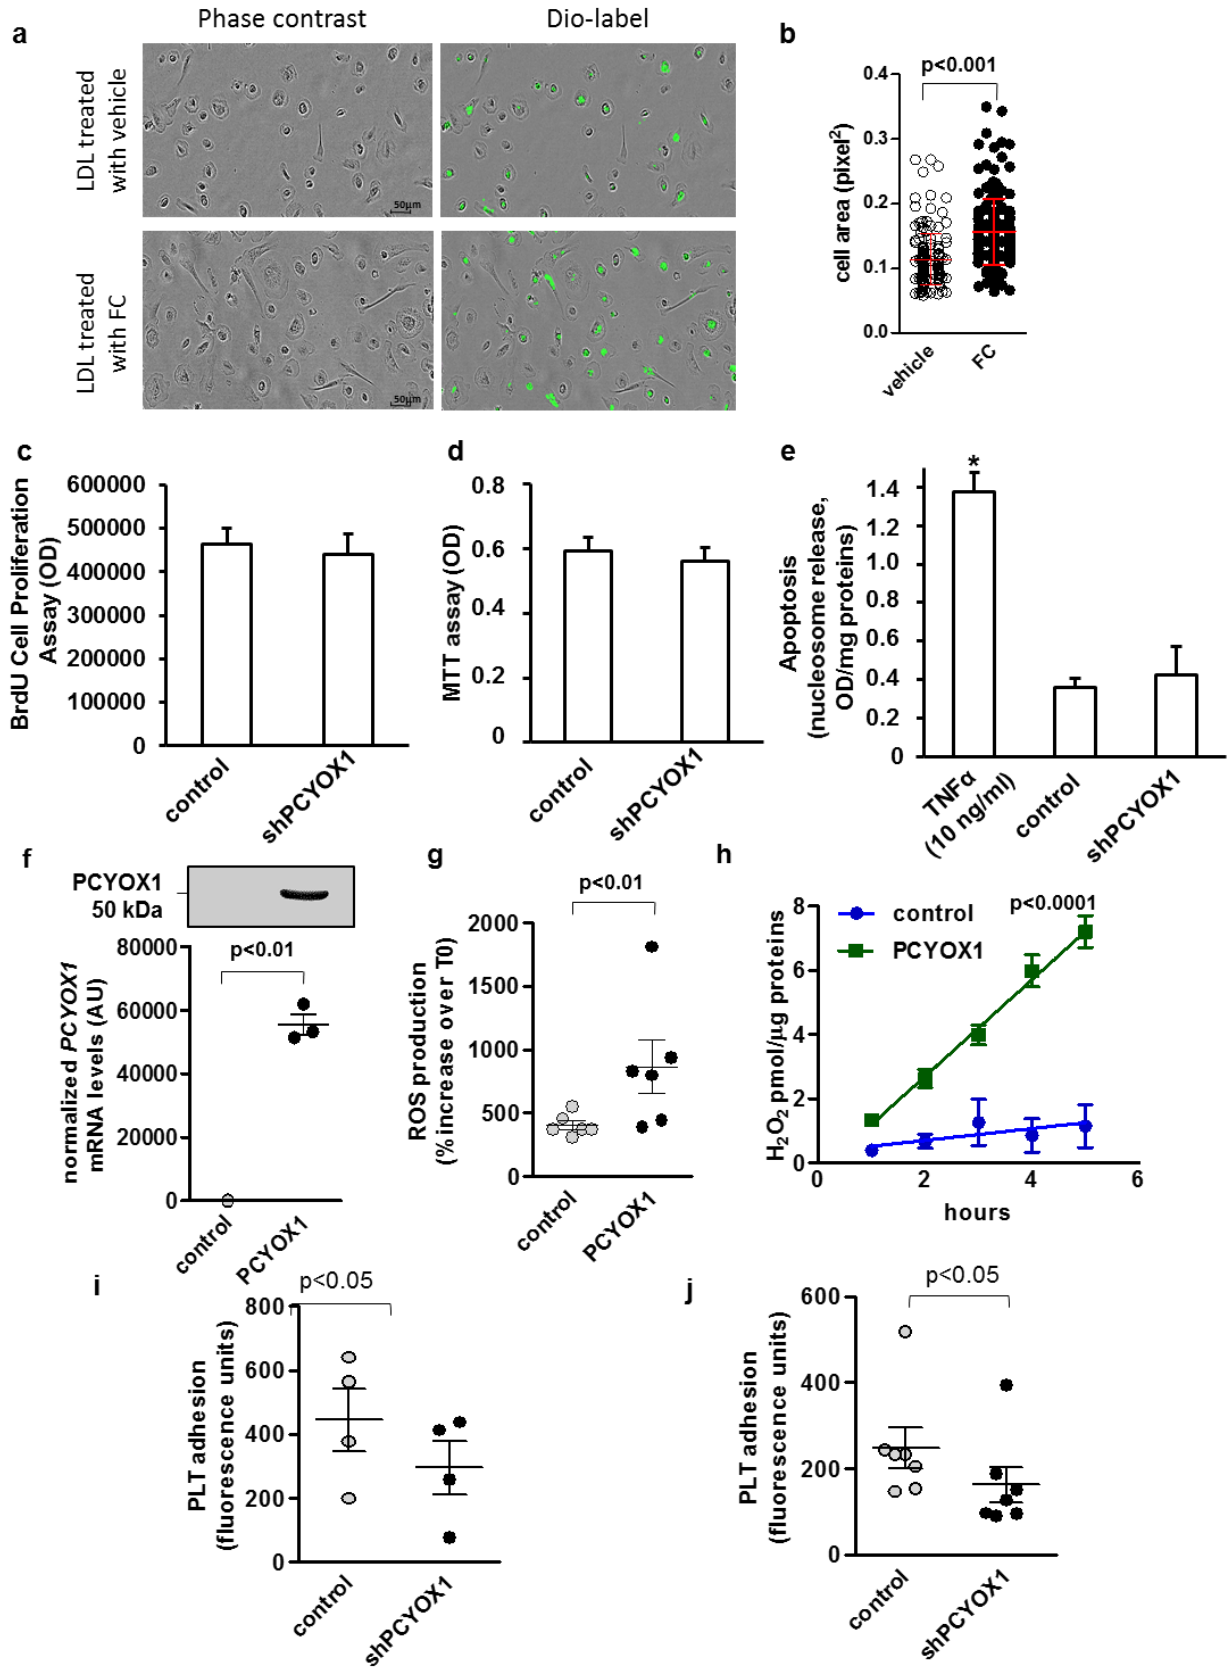 a
Phase contrast
Dio-label
LDL treated
with vehicle
50µm
LDL treated
with FC
50µm
b
p<0.001
cell area (pixel²)
0.4
0.3
0.2
0.1
0.0
vehicle
FC
c
BrdU Cell Proliferation
Assay (OD)
600000
500000
400000
300000
200000
100000
0
control
shPCYOX1
d
MTT assay (OD)
0.8
0.6
0.4
0.2
0
control
shPCYOX1
e
Apoptosis
(nucleosome release,
OD/mg proteins)
1.4
1.2
1.0
0.8
0.6
0.4
0.2
0
*
TNFα
(10 ng/ml)
control
shPCYOX1
f
PCYOX1
50 kDa
normalized PCYOX1
mRNA levels (AU)
80000
60000
40000
20000
0
p<0.01
control
PCYOX1
g
ROS production
(% increase over T0)
2000
1500
1000
500
0
p<0.01
control
PCYOX1
h
H₂O₂ pmol/µg proteins
8
6
4
2
0
control
PCYOX1
p<0.0001
0 2 4 6
hours
i
PLT adhesion
(fluorescence units)
800
600
400
200
0
p<0.05
control
shPCYOX1
j
PLT adhesion
(fluorescence units)
600
400
200
0
p<0.05
control
shPCYOX1